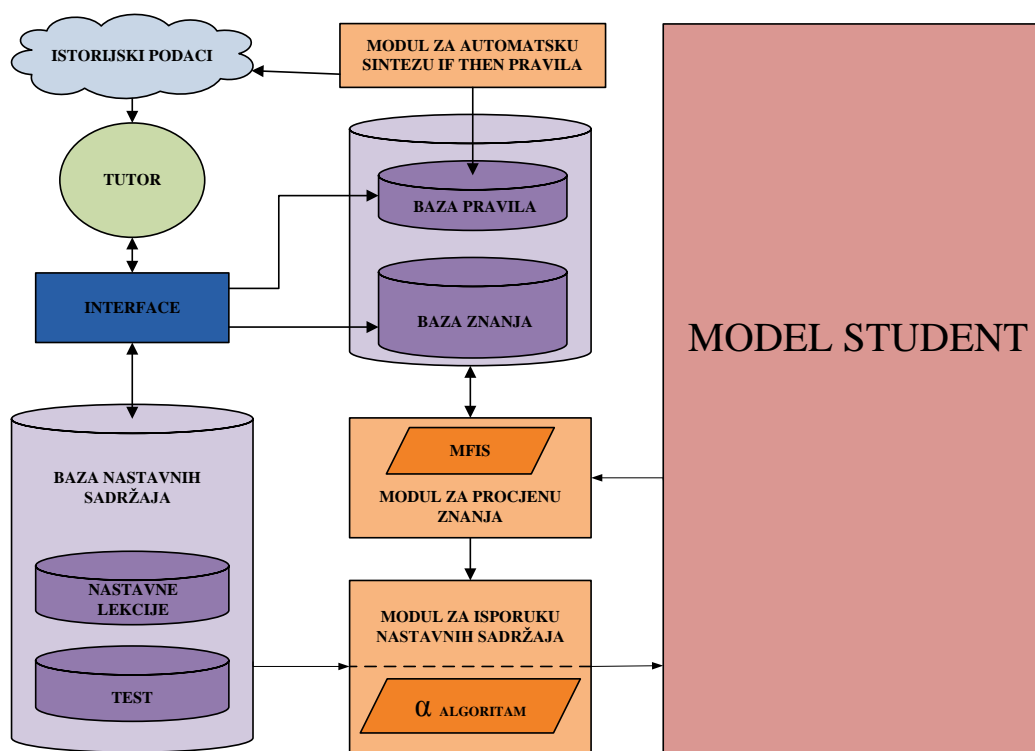 ISTORIJSKI PODACI
MODUL ZA AUTOMATSKU
SINTEZU IF THEN PRAVILA
TUTOR
BAZA PRAVILA
INTERFACE
BAZA ZNANJA
MODEL STUDENT
BAZA NASTAVNIH
SADRŽAJA
MFIS
MODUL ZA PROCJENU
ZNANJA
NASTAVNE
LEKCIJE
TEST
MODUL ZA ISPORUKU
NASTAVNIH SADRŽAJA
α ALGORITAM